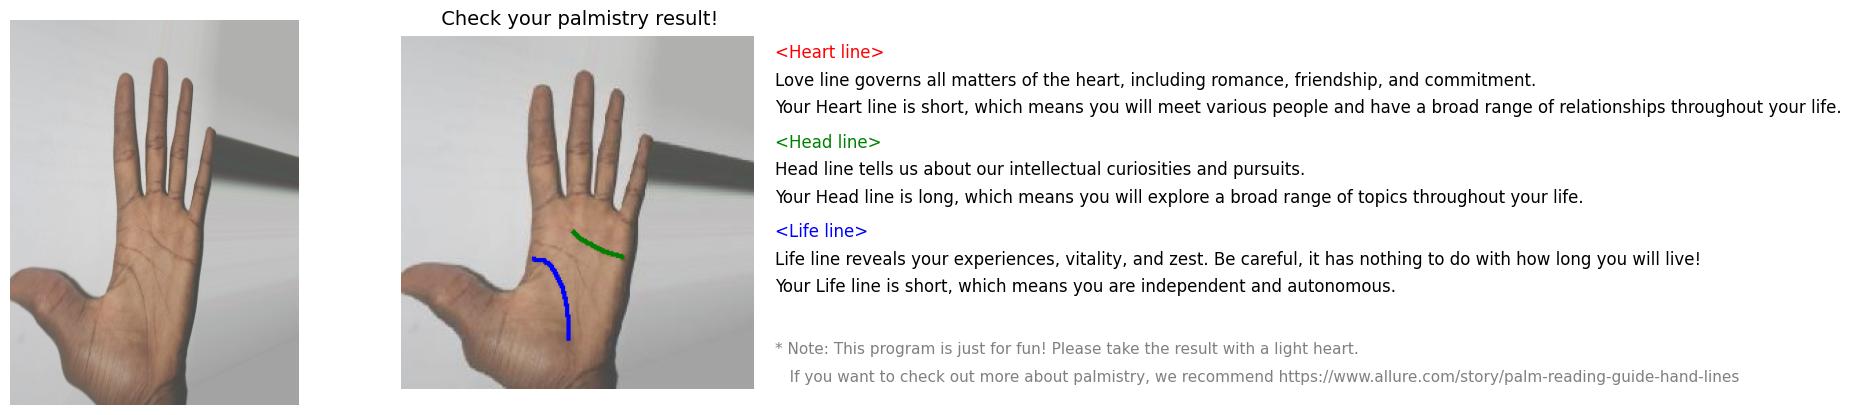 Check your palmistry result!
<Heart line>
Love line governs all matters of the heart, including romance, friendship, and commitment.
Your Heart line is short, which means you will meet various people and have a broad range of relationships throughout your life.
<Head line>
Head line tells us about our intellectual curiosities and pursuits.
Your Head line is long, which means you will explore a broad range of topics throughout your life.
<Life line>
Life line reveals your experiences, vitality, and zest. Be careful, it has nothing to do with how long you will live!
Your Life line is short, which means you are independent and autonomous.
* Note: This program is just for fun! Please take the result with a light heart.
If you want to check out more about palmistry, we recommend https://www.allure.com/story/palm-reading-guide-hand-lines